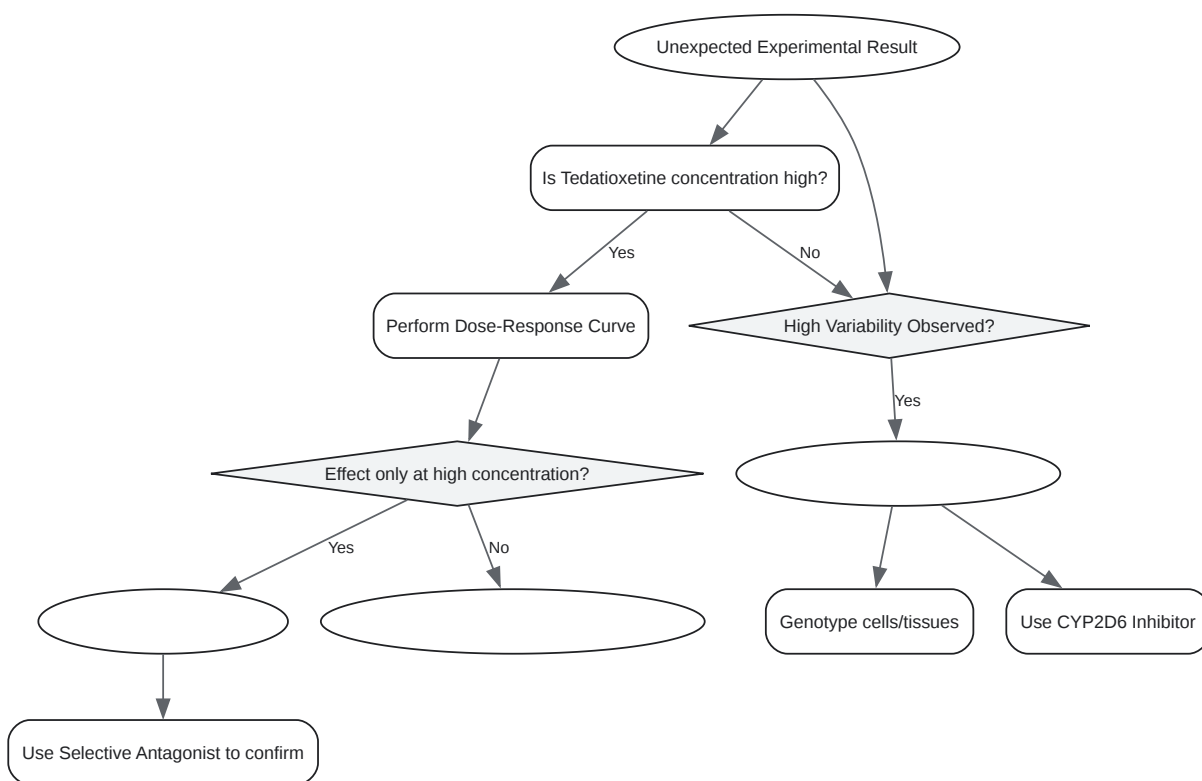 Unexpected Experimental Result
Is Tedatioxetine concentration high?
Yes
No
Perform Dose-Response Curve
High Variability Observed?
Yes
Effect only at high concentration?
Yes
No
Genotype cells/tissues
Use CYP2D6 Inhibitor
Use Selective Antagonist to confirm